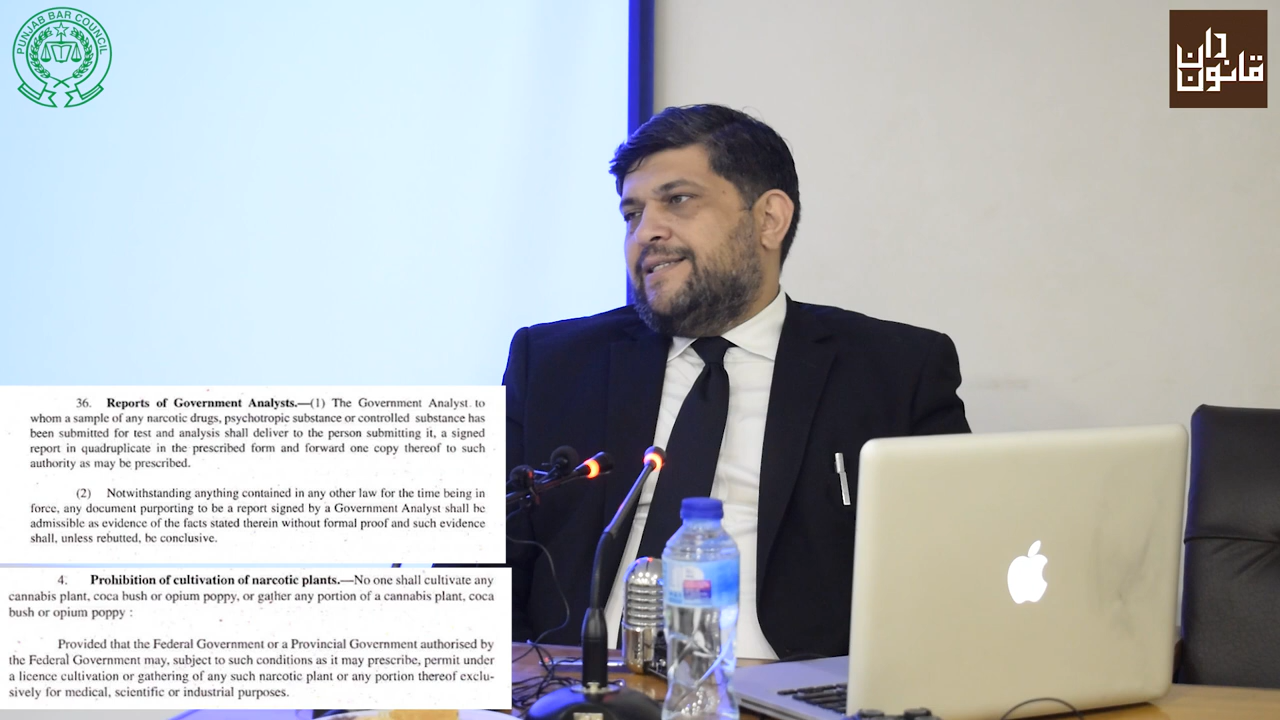 PUNJAB BAR COUNCIL
قانون دان
36. Reports of Government Analysts.—(1) The Government Analyst to
whom a sample of any narcotic drugs, psychotropic substance or controlled substance has
been submitted for test and analysis shall deliver to the person submitting it, a signed
report in quadruplicate in the prescribed form and forward one copy thereof to such
authority as may be prescribed.
(2) Notwithstanding anything contained in any other law for the time being in
force, any document purporting to be a report signed by a Government Analyst shall be
admissible as evidence of the facts stated therein without formal proof and such evidence
shall, unless rebutted, be conclusive.
4. Prohibition of cultivation of narcotic plants.—No one shall cultivate any
cannabis plant, coca bush or opium poppy, or gather any portion of a cannabis plant, coca
bush or opium poppy :
Provided that the Federal Government or a Provincial Government authorised by
the Federal Government may, subject to such conditions as it may prescribe, permit under
a licence cultivation or gathering of any such narcotic plant or any portion thereof exclu-
sively for medical, scientific or industrial purposes.